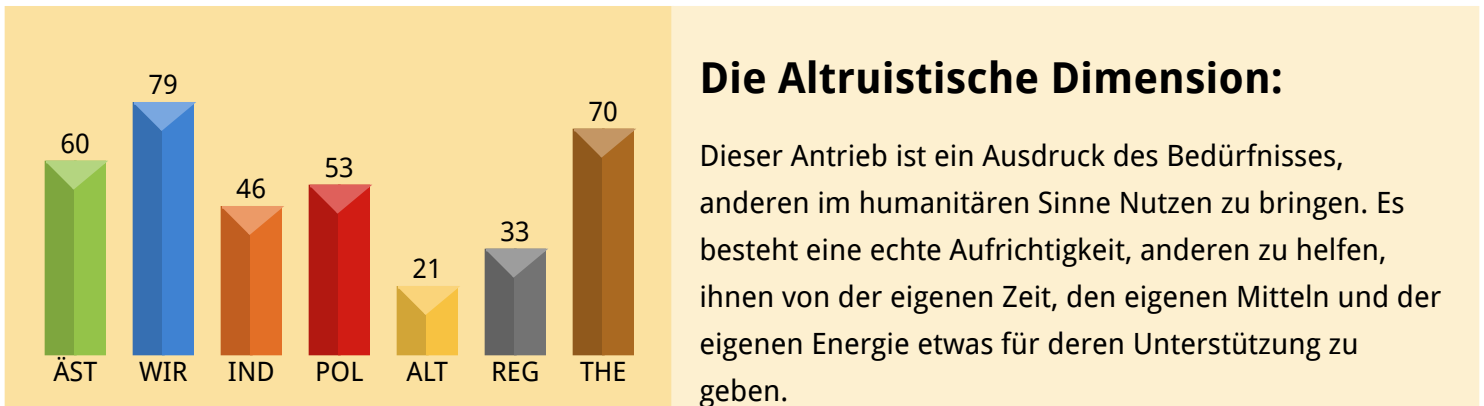 79
70
60
53
46
33
21
ÄST WIR IND POL ALT REG THE
Die Altruistische Dimension:
Dieser Antrieb ist ein Ausdruck des Bedürfnisses,
anderen im humanitären Sinne Nutzen zu bringen. Es
besteht eine echte Aufrichtigkeit, anderen zu helfen,
ihnen von der eigenen Zeit, den eigenen Mitteln und der
eigenen Energie etwas für deren Unterstützung zu
geben.